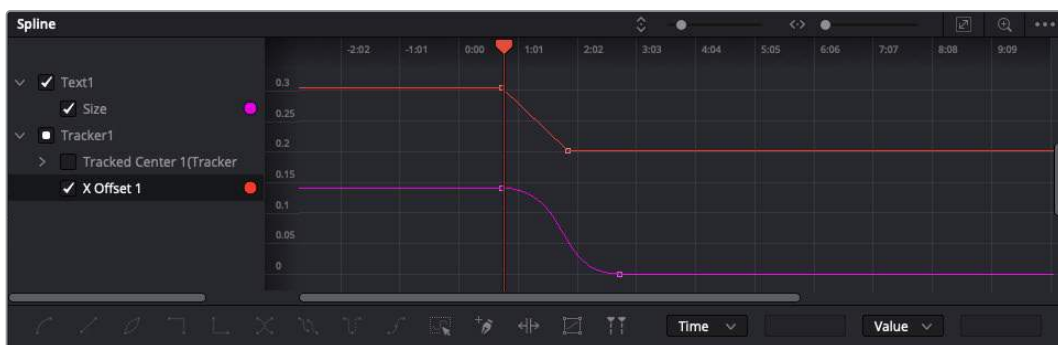 Spline
-2:02 -1:01 0:00 1:01 2:02 3:03 4:04 5:05 6:06 7:07 8:08 9:09
Text1
Size
Tracker1
Tracked Center 1(Tracker
X Offset 1
0.3
0.25
0.2
0.15
0.1
0.05
0
Time Value